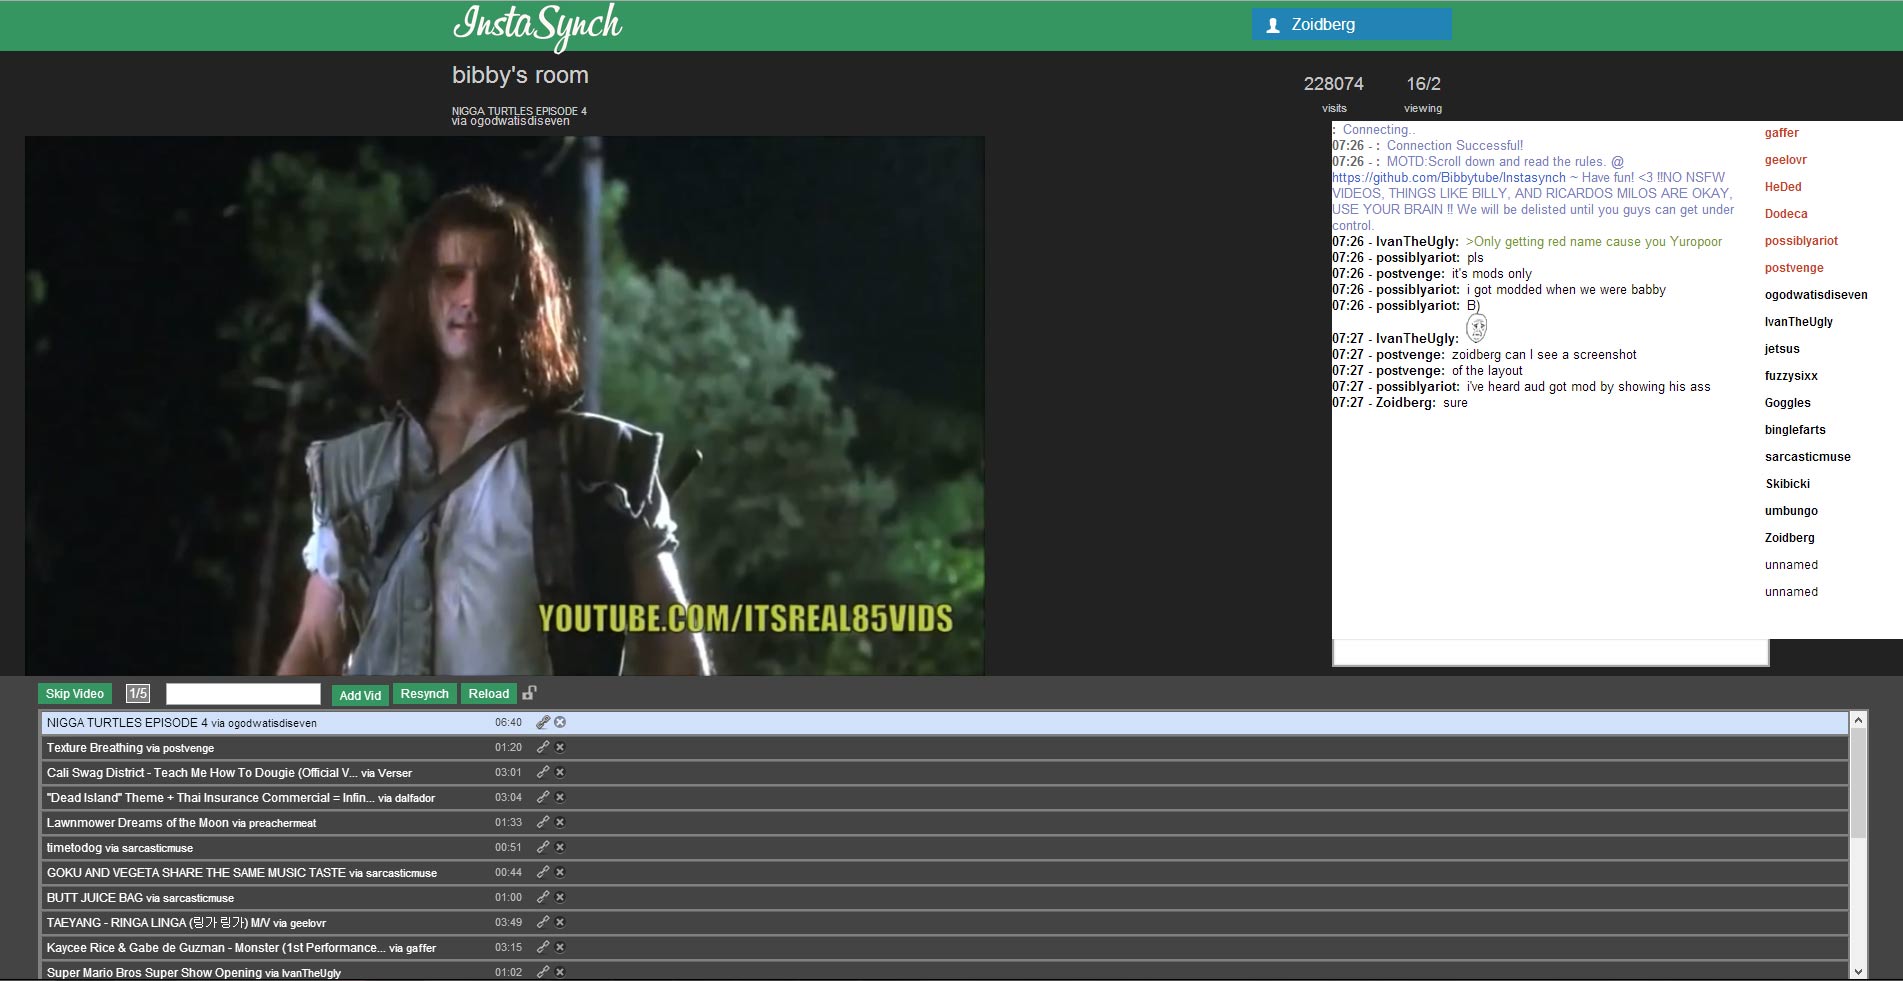 InstaSynch
Zoidberg
bibby's room
228074
16/2
visits
viewing
NIGGA TURTLES EPISODE 4
via ogodwatisdiseven
: Connecting..
07:26 - : Connection Successful!
07:26 - : MOTD:Scroll down and read the rules. @
https://github.com/Bibbytube/Instasynch ~ Have fun! <3 !!NO NSFW
VIDEOS, THINGS LIKE BILLY, AND RICARDOS MILOS ARE OKAY,
USE YOUR BRAIN !! We will be delisted until you guys can get under
control.
07:26 - IvanTheUgly: >Only getting red name cause you Yuropoor
07:26 - possiblyariot: pls
07:26 - postvenge: it's mods only
07:26 - possiblyariot: i got modded when we were babby
07:26 - possiblyariot: B)
07:27 - IvanTheUgly:
07:27 - postvenge: zoidberg can I see a screenshot
07:27 - postvenge: of the layout
07:27 - possiblyariot: i've heard aud got mod by showing his ass
07:27 - Zoidberg: sure
gaffer
geelovr
HeDed
Dodeca
possiblyariot
postvenge
ogodwatisdiseven
IvanTheUgly
jetsus
fuzzysixx
Goggles
binglefarts
sarcasticmuse
Skibicki
umbungo
Zoidberg
unnamed
unnamed
YOUTUBE.COM/ITSREAL85VIDS
Skip Video 1/5 Add Vid Resynch Reload
NIGGA TURTLES EPISODE 4 via ogodwatisdiseven 06:40
Texture Breathing via postvenge 01:20
Cali Swag District - Teach Me How To Dougie (Official V... via Verser 03:01
"Dead Island" Theme + Thai Insurance Commercial = Infin... via dalfador 03:04
Lawnmower Dreams of the Moon via preachermeat 01:33
timetodog via sarcasticmuse 00:51
GOKU AND VEGETA SHARE THE SAME MUSIC TASTE via sarcasticmuse 00:44
BUTT JUICE BAG via sarcasticmuse 01:00
TAEYANG - RINGA LINGA (링가 링가) M/V via geelovr 03:49
Kaycee Rice & Gabe de Guzman - Monster (1st Performance... via gaffer 03:15
Super Mario Bros Super Show Opening via IvanTheUgly 01:02